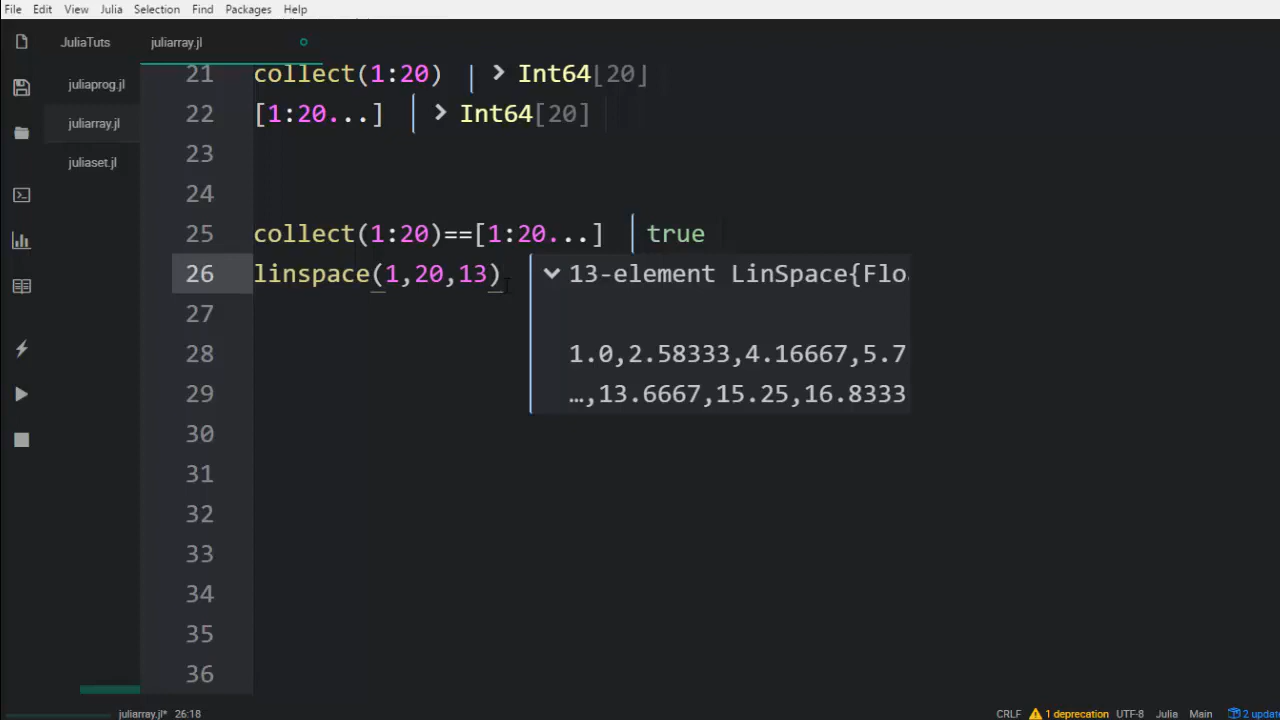 File Edit View Julia Selection Find Packages Help
JuliaTuts
juliaprog.jl
juliarray.jl
juliaset.jl
juliarray.jl
21 collect(1:20) > Int64[20]
22 [1:20...] > Int64[20]
23
24
25 collect(1:20)==[1:20...] true
26 linspace(1,20,13) 13-element LinSpace{Floa
27
28 1.0,2.58333,4.16667,5.7
29 …,13.6667,15.25,16.8333
30
31
32
33
34
35
36
juliarray.jl* 26:18 CRLF 1 deprecation UTF-8 Julia Main 2 updat